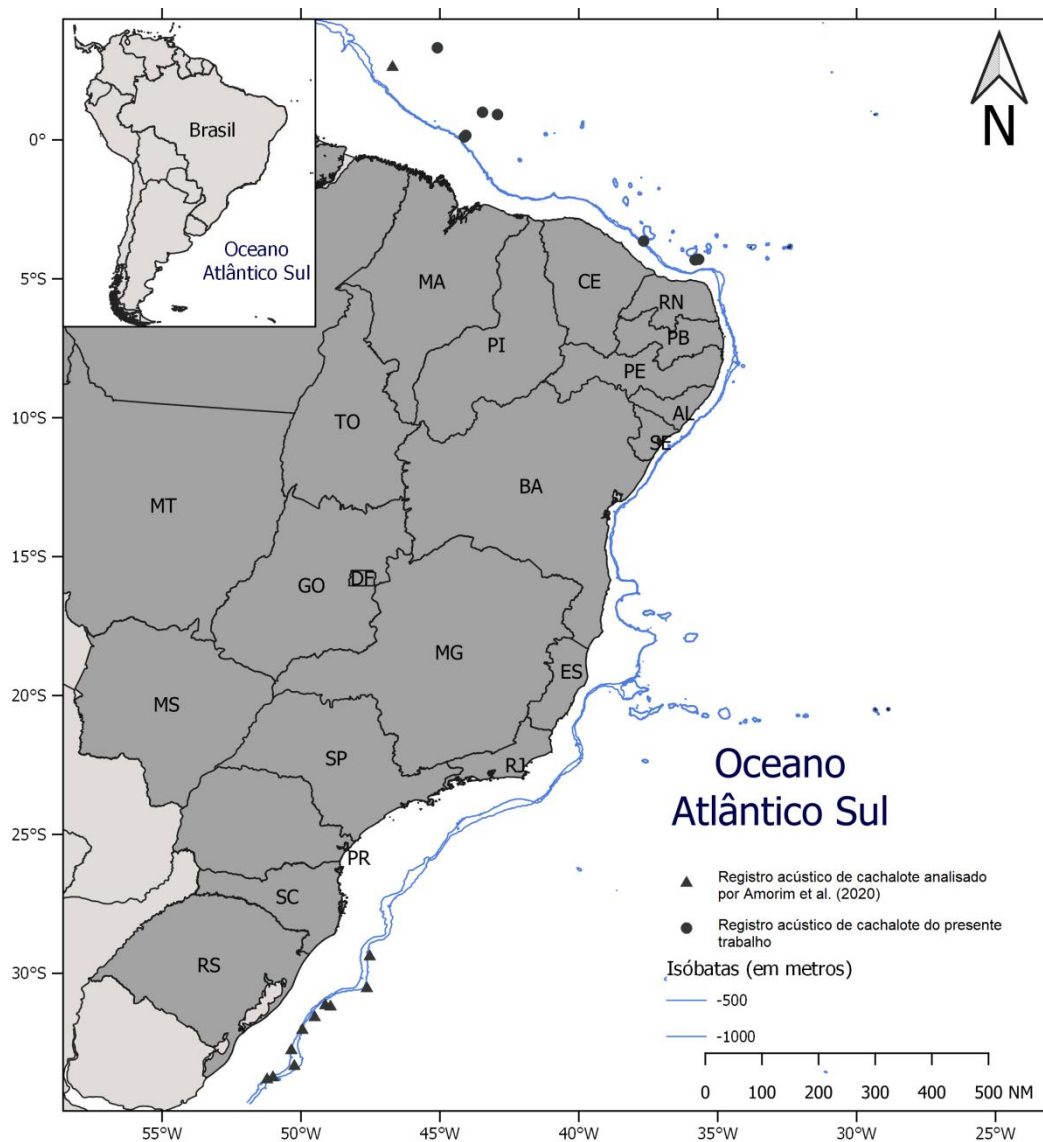 Brasil
Oceano
Atlântico Sul
N
0°
5°S
10°S
15°S
20°S
25°S
30°S
MA
CE
RN
PI
PB
PE
TO
AL
SE
BA
MT
GO
DF
MG
ES
MS
SP
RJ
PR
SC
RS
Oceano
Atlântico Sul
Registro acústico de cachalote analisado
por Amorim et al. (2020)
Registro acústico de cachalote do presente
trabalho
Isóbatas (em metros)
-500
-1000
0 100 200 300 400 500 NM
55°W 50°W 45°W 40°W 35°W 30°W 25°W